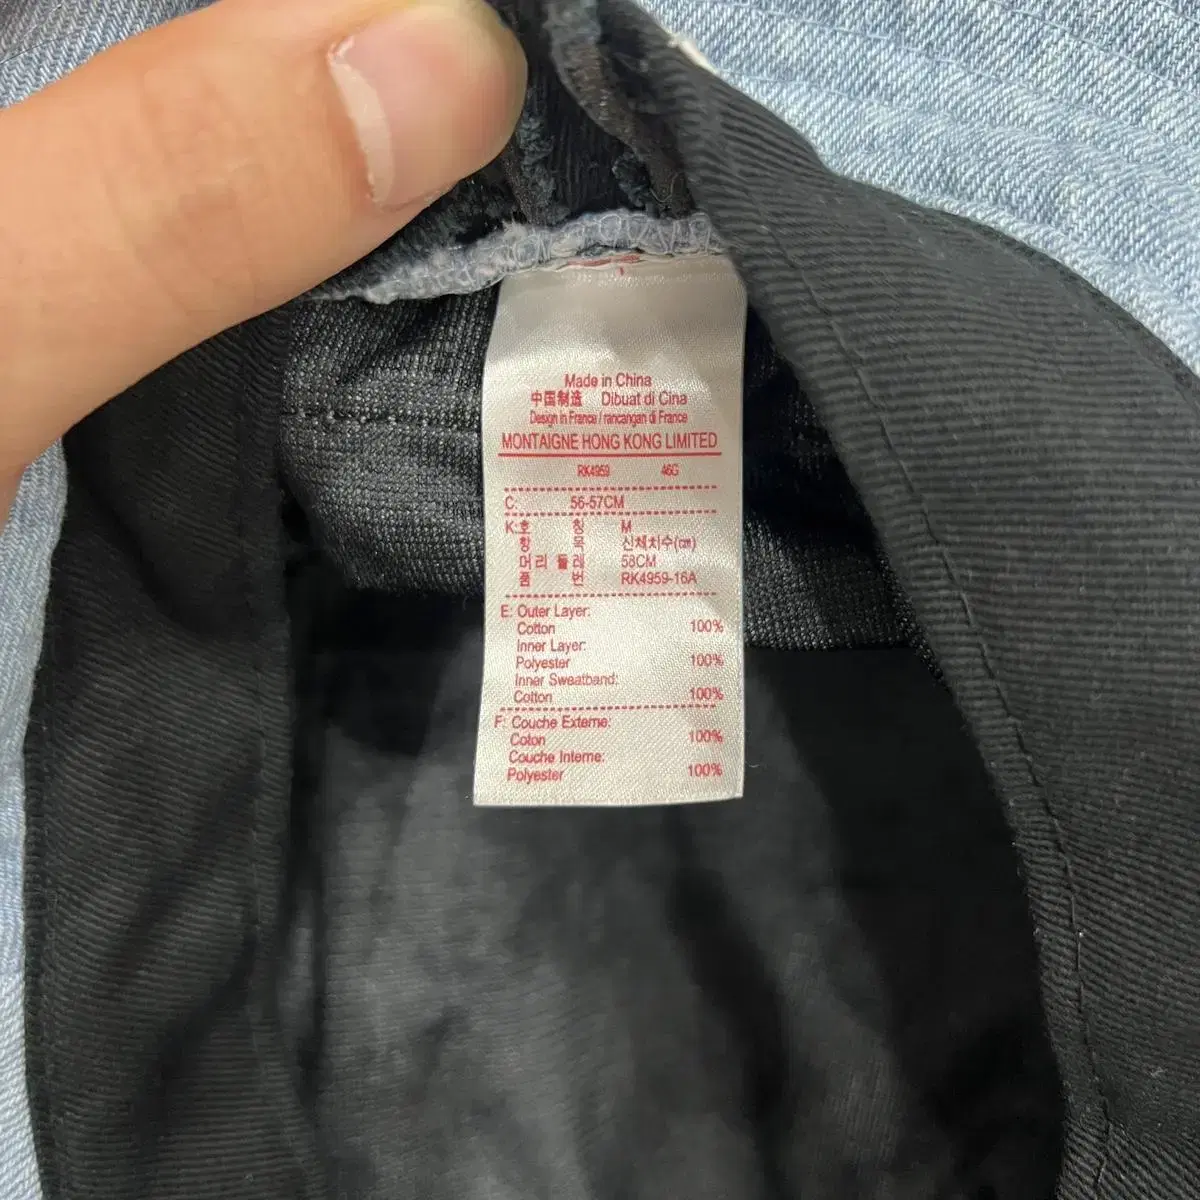 Made in China
中国制造 Dibuat di Cina
Design in France / rancangan di France
MONTAIGNE HONG KONG LIMITED
RK4959 46G
C: 56-57CM
K:호 칭 M
항 목 신체치수(㎝)
머리 둘레 58CM
품 번 RK4959-16A
E: Outer Layer:
Cotton 100%
Inner Layer:
Polyester 100%
Inner Sweatband:
Cotton 100%
F: Couche Externe:
Coton 100%
Couche Interne:
Polyester 100%